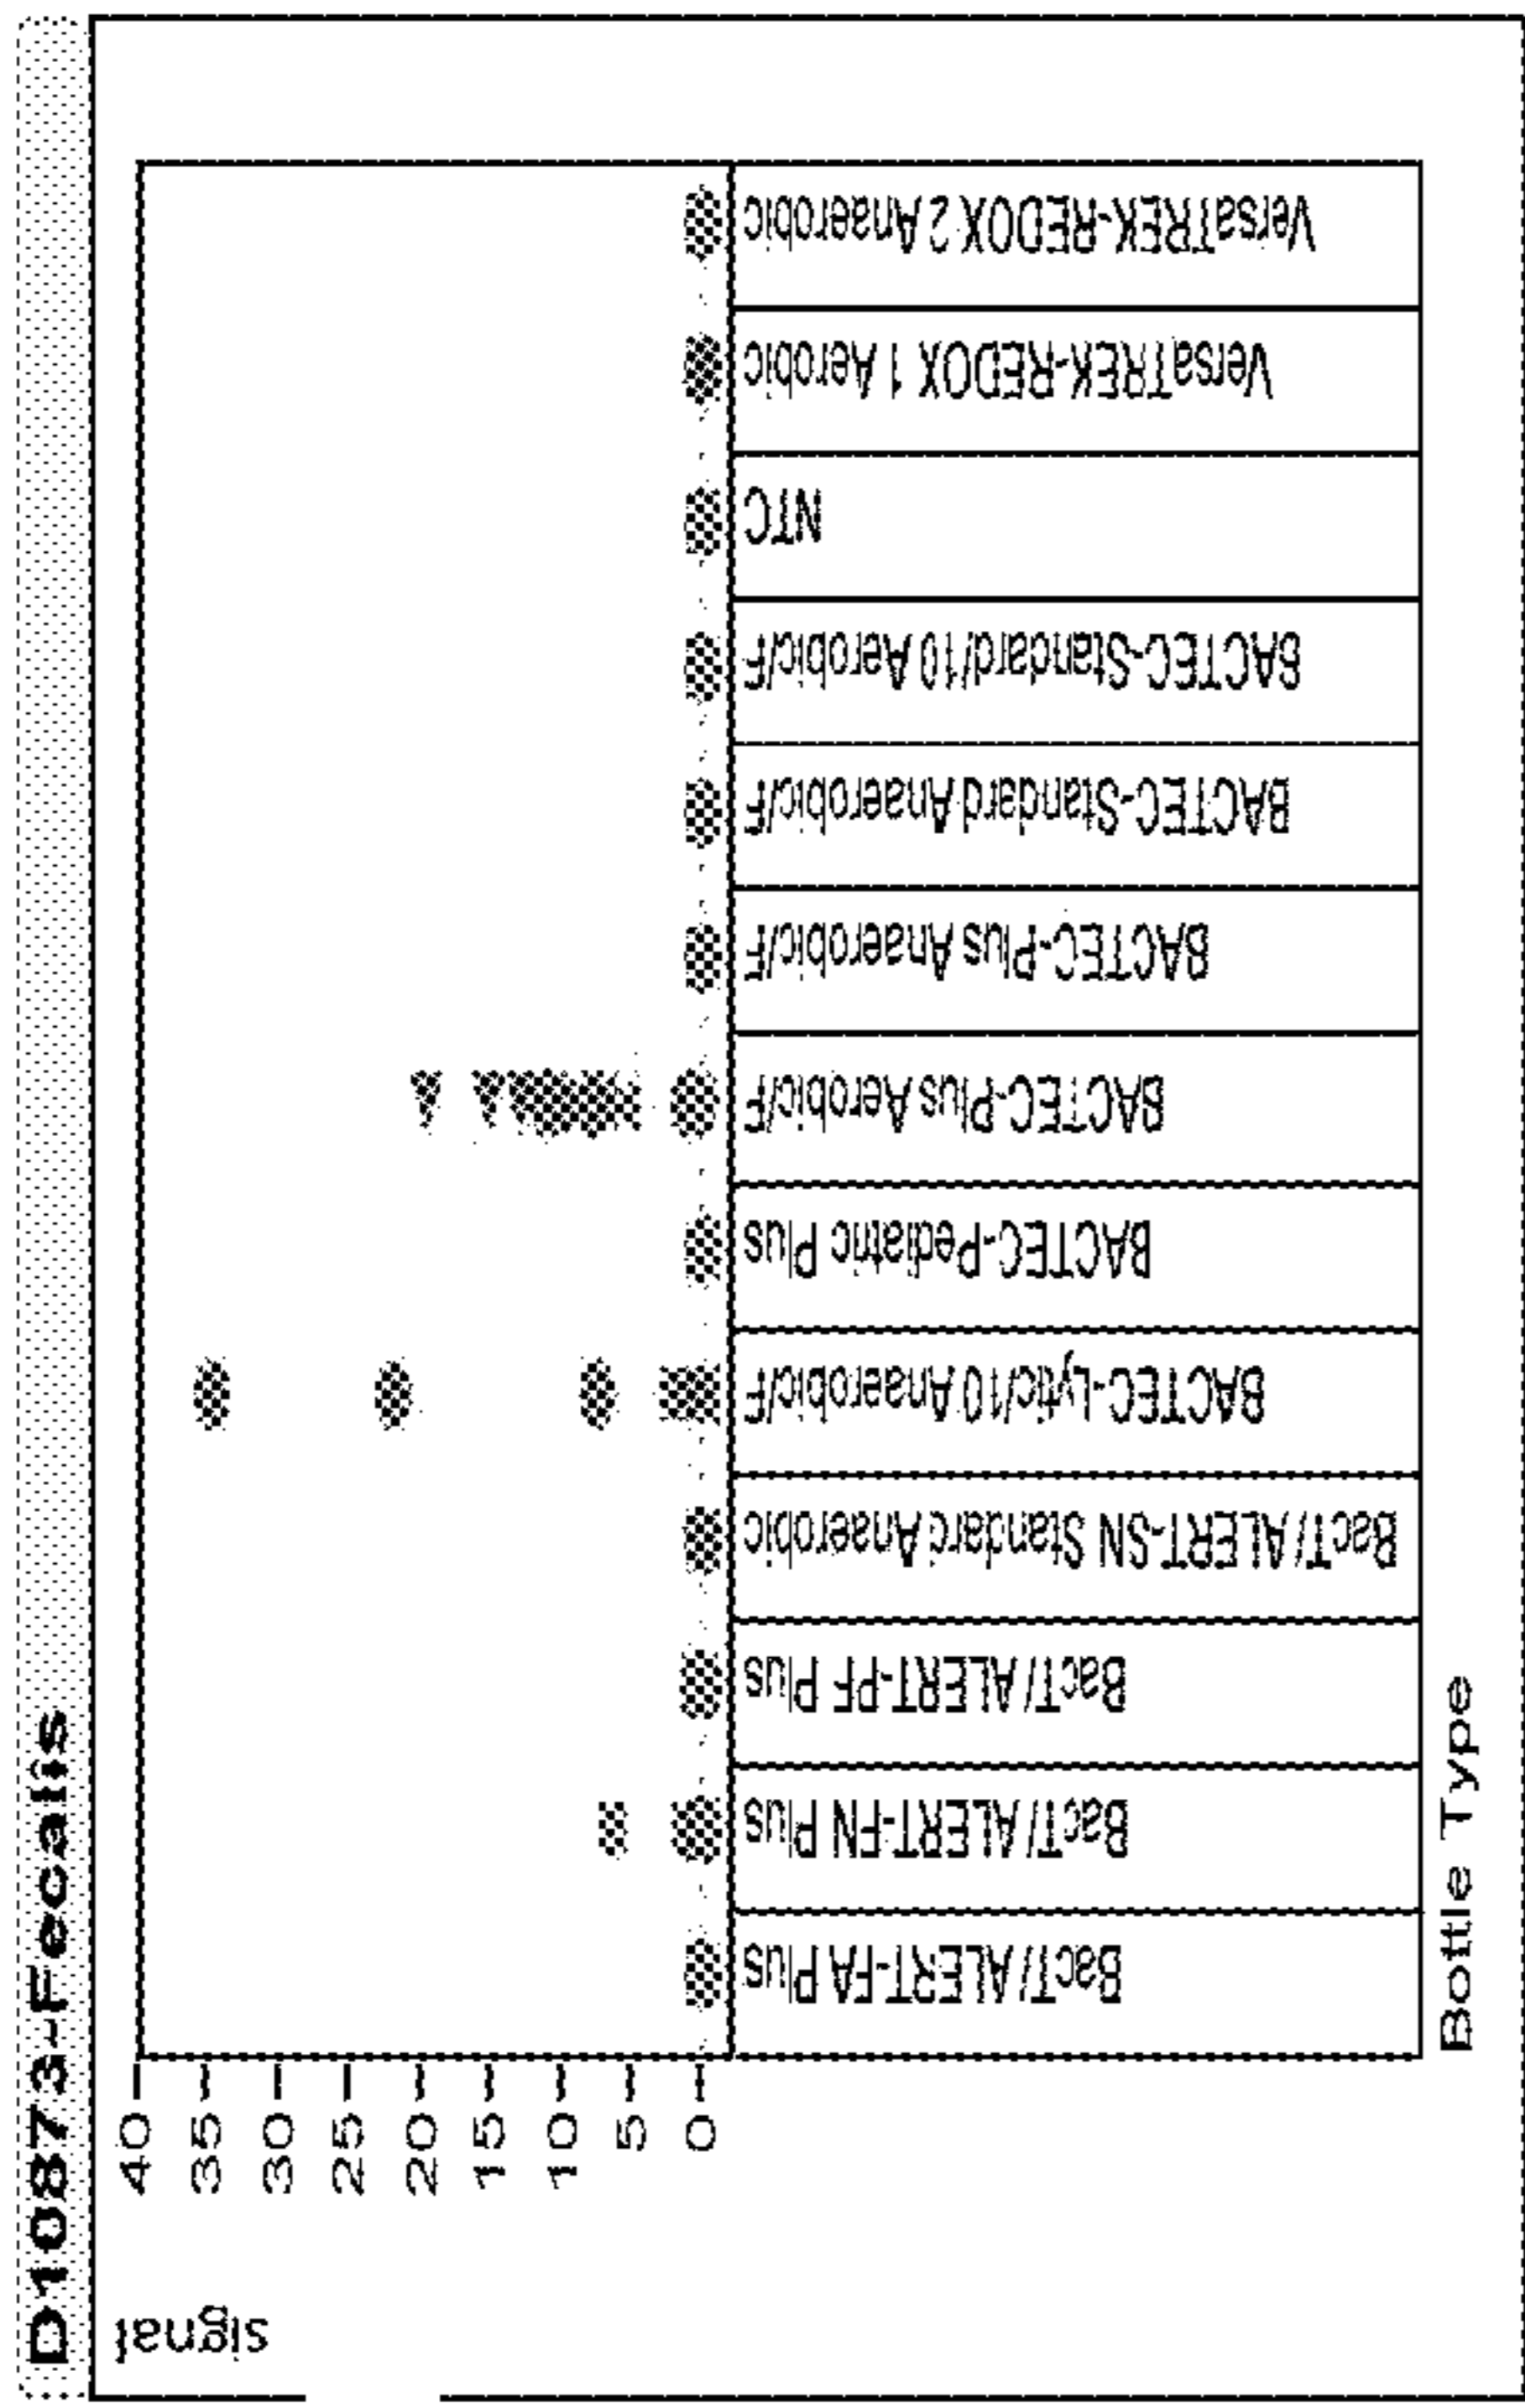 D10873-Fecalis
signal
40
35
30
25
20
15
10
5
0
BacT/ALERT-FA Plus
BacT/ALERT-FN Plus
BacT/ALERT-PF Plus
BacT/ALERT-SN Standard Anaerobic
BACTEC-Lytic/10 Anaerobic/F
BACTEC-Pediatric Plus
BACTEC-Plus Aerobic/F
BACTEC-Plus Anaerobic/F
BACTEC-Standard Anaerobic/F
BACTEC-Standard/10 Aerobic/F
NTC
VersaTREK-REDOX 1 Aerobic
VersaTREK-REDOX 2 Anaerobic
Bottle Type